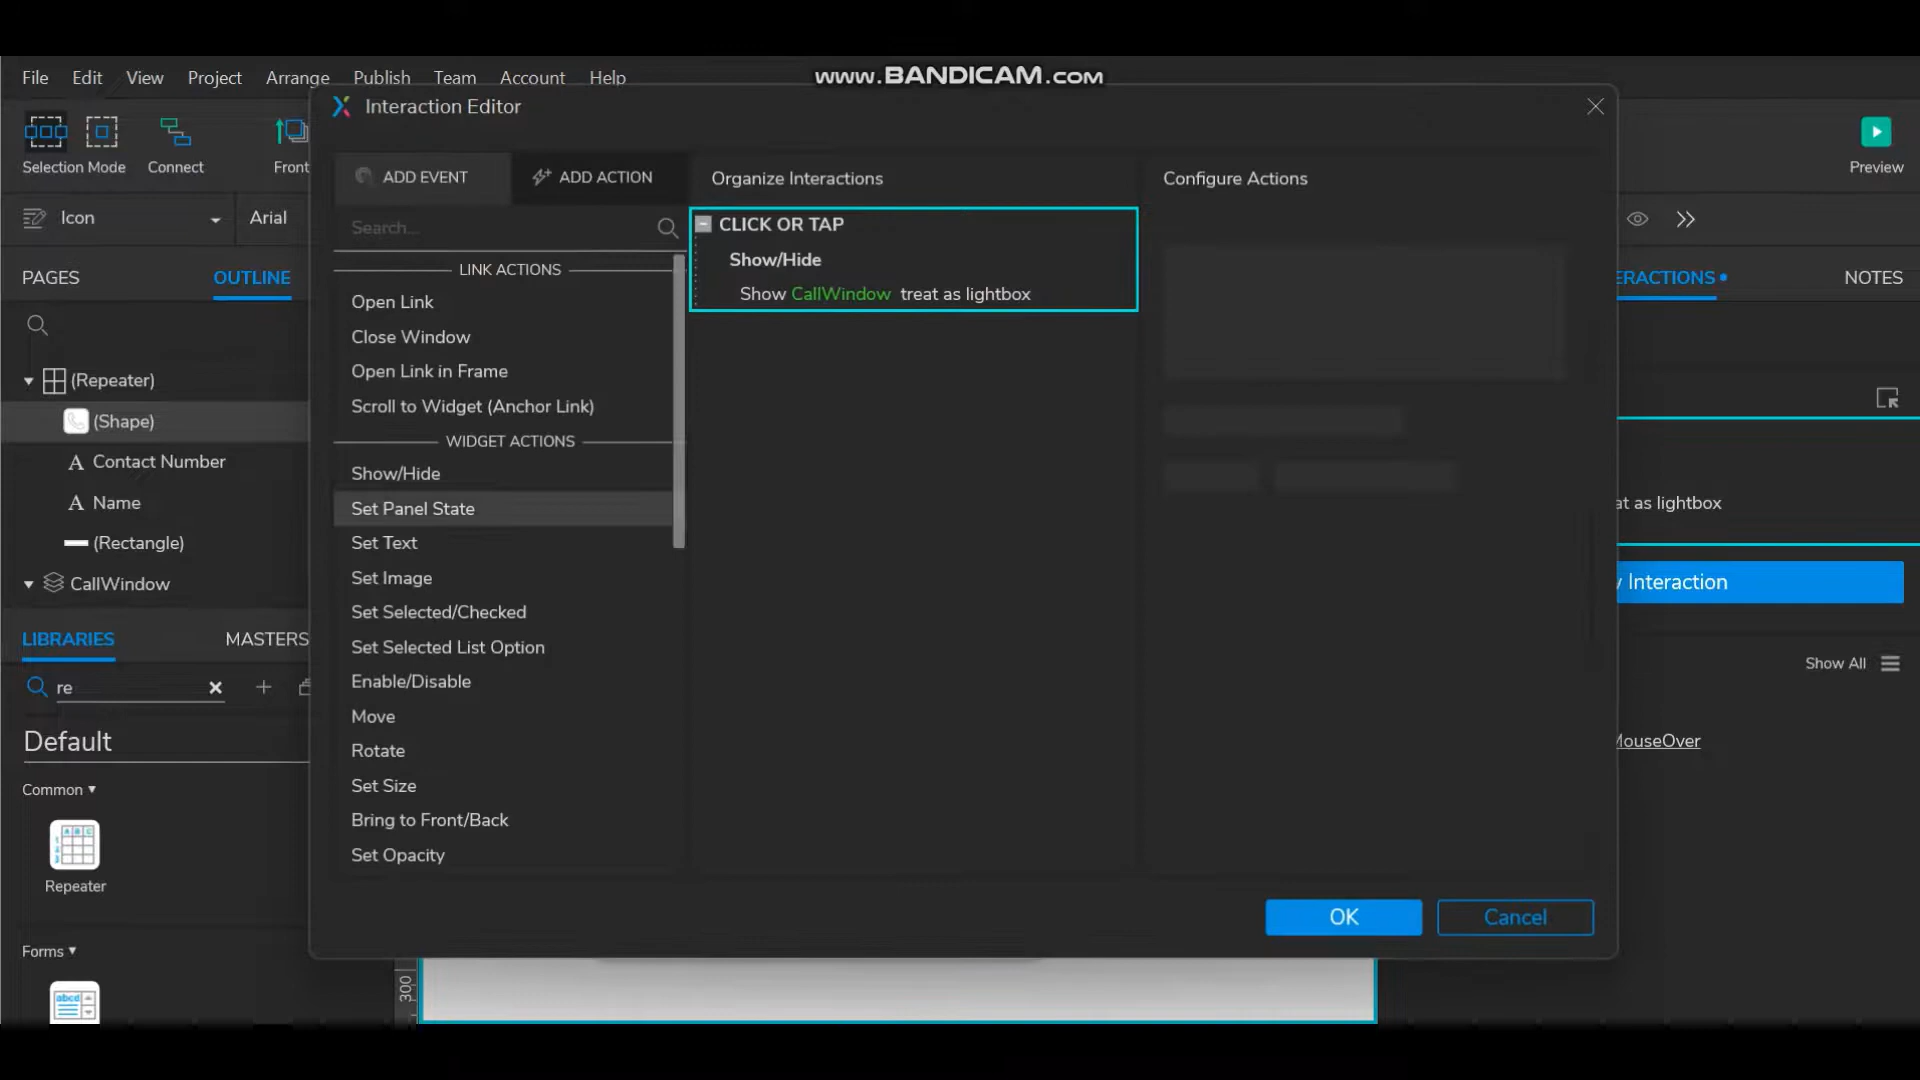 www.BANDICAM.com
File Edit View Project Arrange Publish Team Account Help
Interaction Editor
Selection Mode Connect Front Preview
ADD EVENT ADD ACTION Organize Interactions Configure Actions
Icon Arial
Search...
CLICK OR TAP
Show/Hide
Show CallWindow treat as lightbox
PAGES OUTLINE
(Repeater)
(Shape)
Contact Number
Name
(Rectangle)
CallWindow
LIBRARIES MASTERS
re
Default
Common
Repeater
Forms
abcd
LINK ACTIONS
Open Link
Close Window
Open Link in Frame
Scroll to Widget (Anchor Link)
WIDGET ACTIONS
Show/Hide
Set Panel State
Set Text
Set Image
Set Selected/Checked
Set Selected List Option
Enable/Disable
Move
Rotate
Set Size
Bring to Front/Back
Set Opacity
OK Cancel
300
ERACTIONS NOTES
at as lightbox
Interaction
Show All
MouseOver